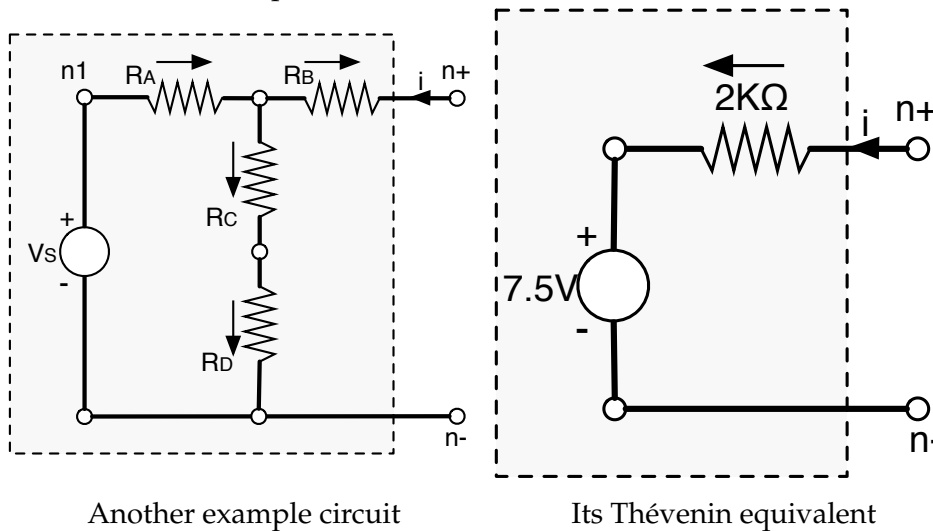 n1 RA RB i n+
RC
+
VS
-
RD
n-
2KΩ
i n+
+
7.5V
-
n-
Another example circuit
Its Thévenin equivalent